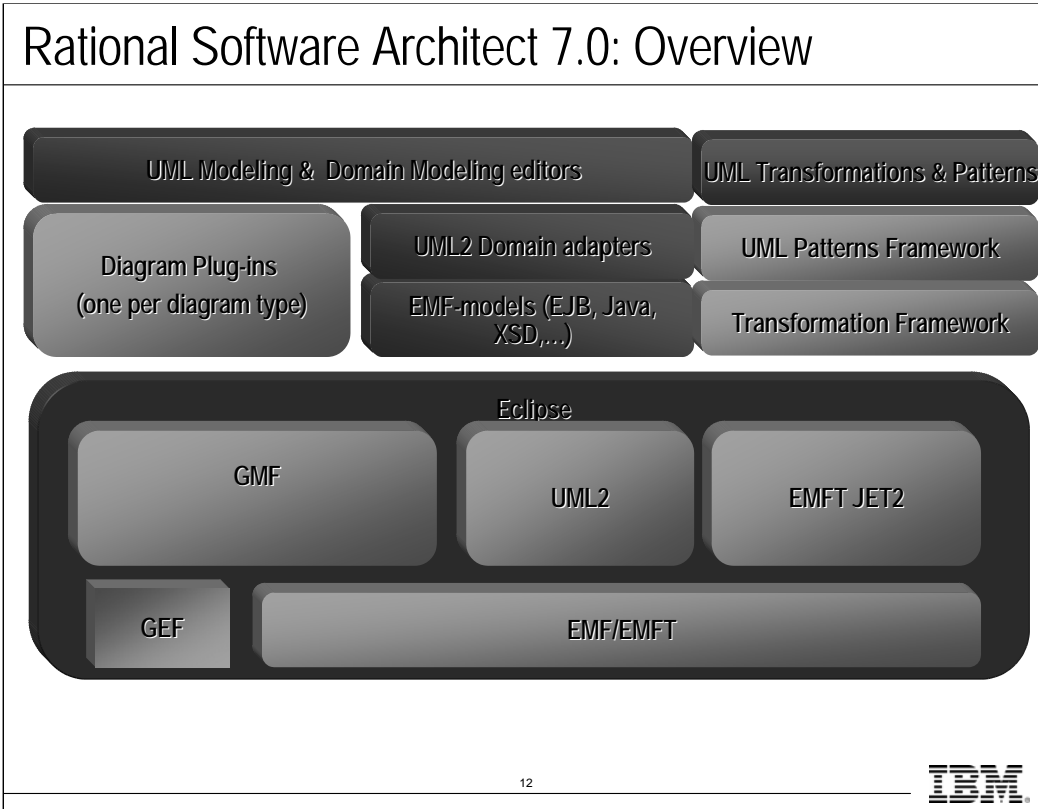 Rational Software Architect 7.0: Overview
UML Modeling & Domain Modeling editors
UML Transformations & Patterns
Diagram Plug-ins
(one per diagram type)
UML2 Domain adapters
UML Patterns Framework
EMF-models (EJB, Java,
XSD,...)
Transformation Framework
Eclipse
GMF
UML2
EMFT JET2
GEF
EMF/EMFT
12
IBM®